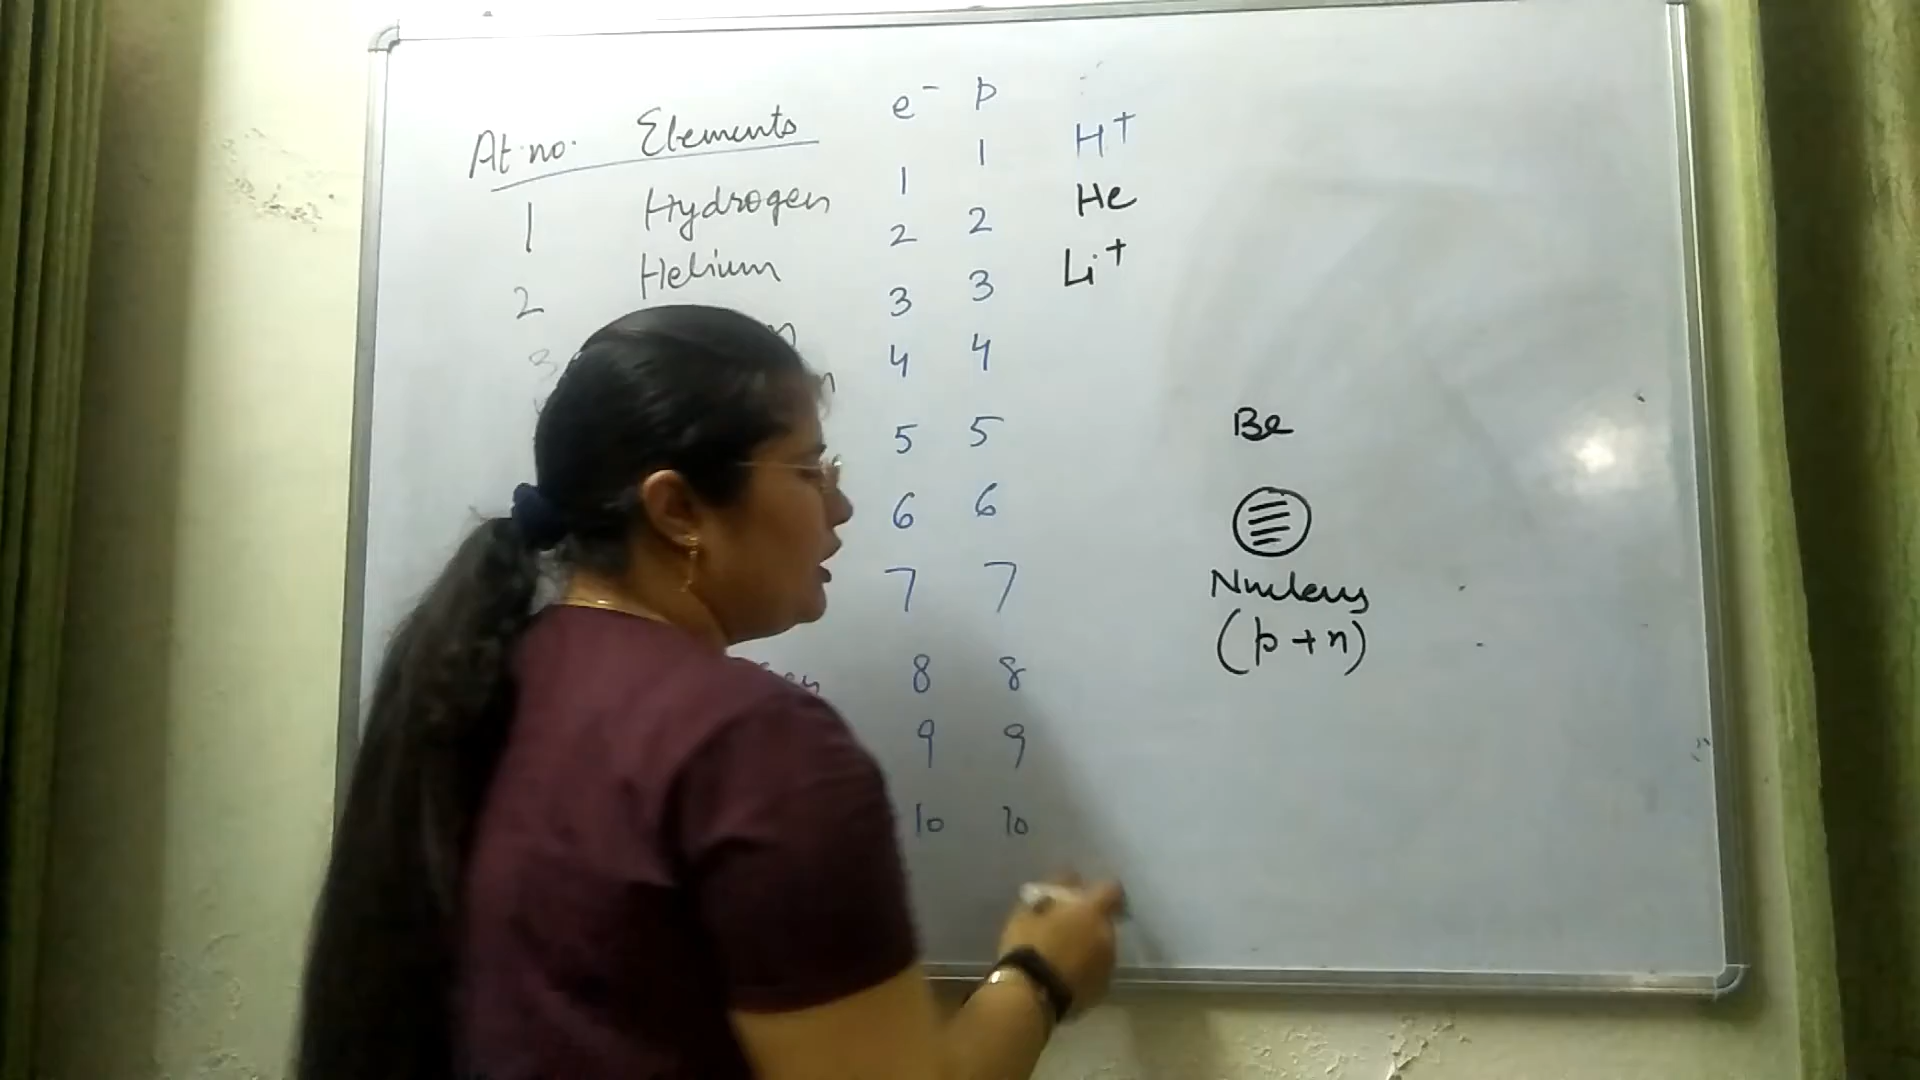 At. no. Elements e⁻ p
1 Hydrogen 1 1 H⁺
2 Helium 2 2 He
3 3 3 Li⁺
4 4
5 5
6 6
7 7
8 8
9 9
10 10
Be
Nucleus
(p + n)